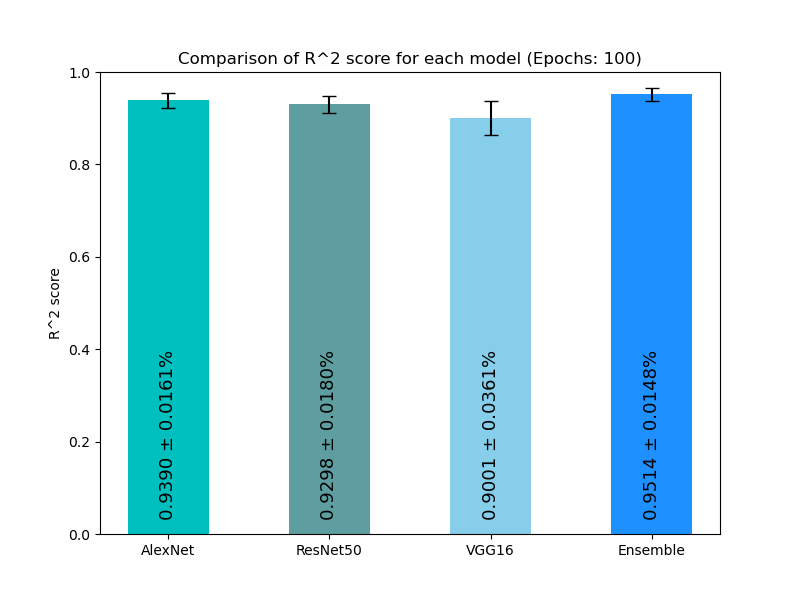 Comparison of R^2 score for each model (Epochs: 100)
R^2 score
1.0
0.8
0.6
0.4
0.2
0.0
0.9390 ± 0.0161%
0.9298 ± 0.0180%
0.9001 ± 0.0361%
0.9514 ± 0.0148%
AlexNet
ResNet50
VGG16
Ensemble